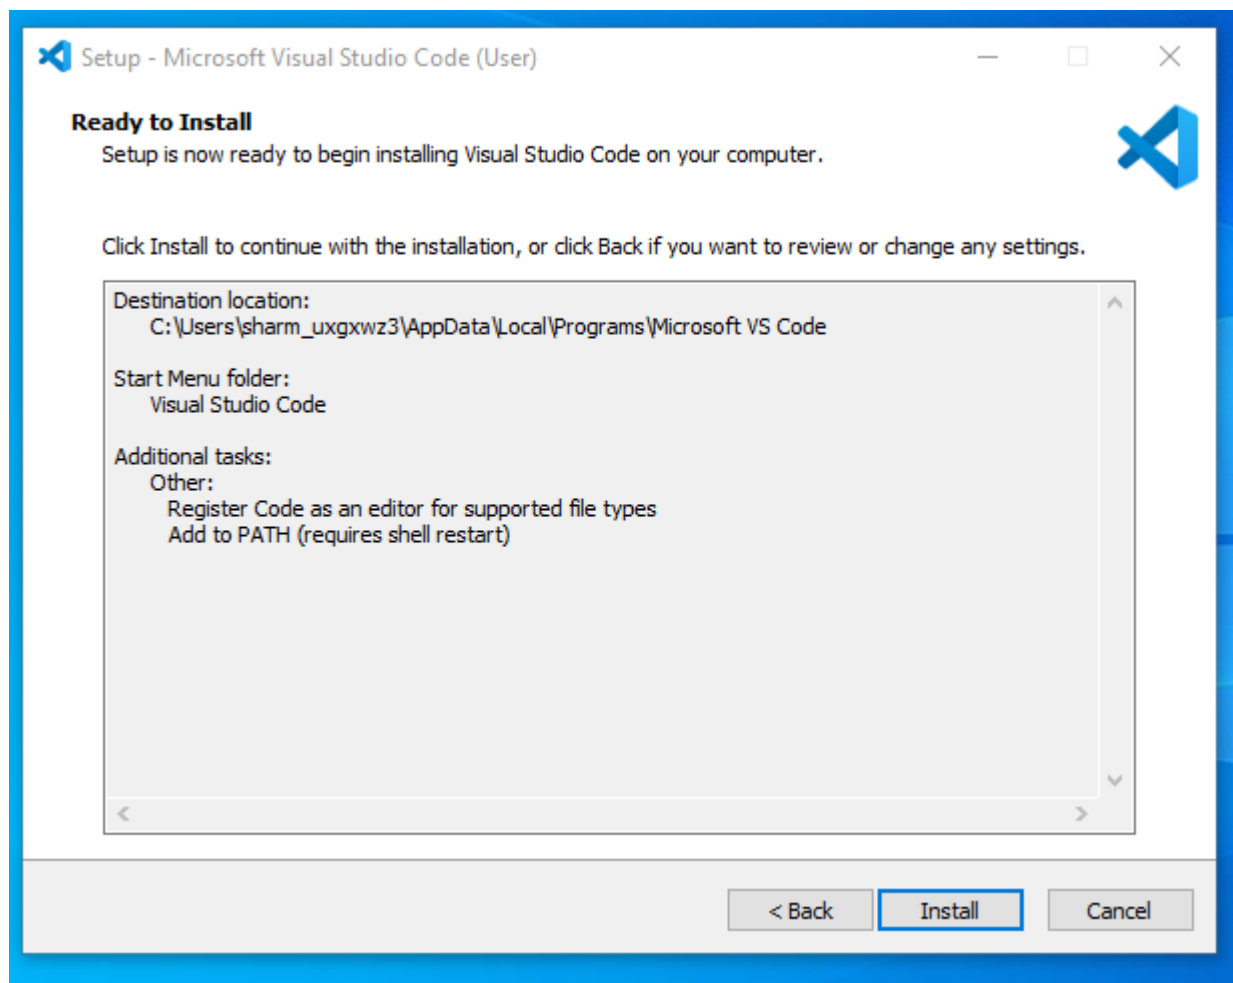 Setup - Microsoft Visual Studio Code (User)
Ready to Install
Setup is now ready to begin installing Visual Studio Code on your computer.
Click Install to continue with the installation, or click Back if you want to review or change any settings.
Destination location:
C:\Users\sharm_uxgxwz3\AppData\Local\Programs\Microsoft VS Code
Start Menu folder:
Visual Studio Code
Additional tasks:
Other:
Register Code as an editor for supported file types
Add to PATH (requires shell restart)
< Back Install Cancel